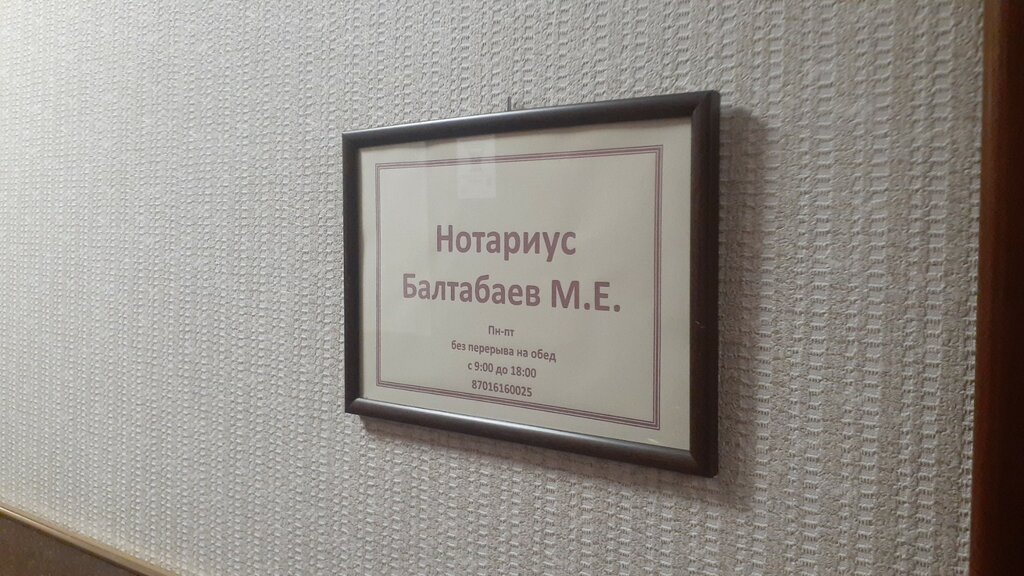 Нотариус
Балтабаев М.Е.
Пн-пт
без перерыва на обед
с 9:00 до 18:00
87016160025